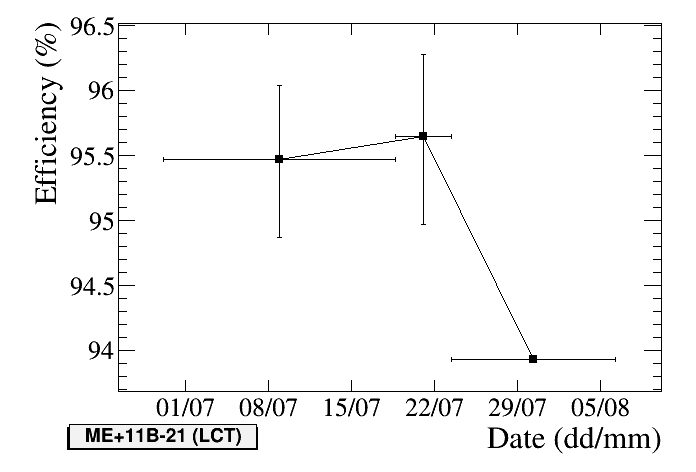 Efficiency (%)
96.5
96
95.5
95
94.5
94
01/07 08/07 15/07 22/07 29/07 05/08
ME+11B-21 (LCT)
Date (dd/mm)